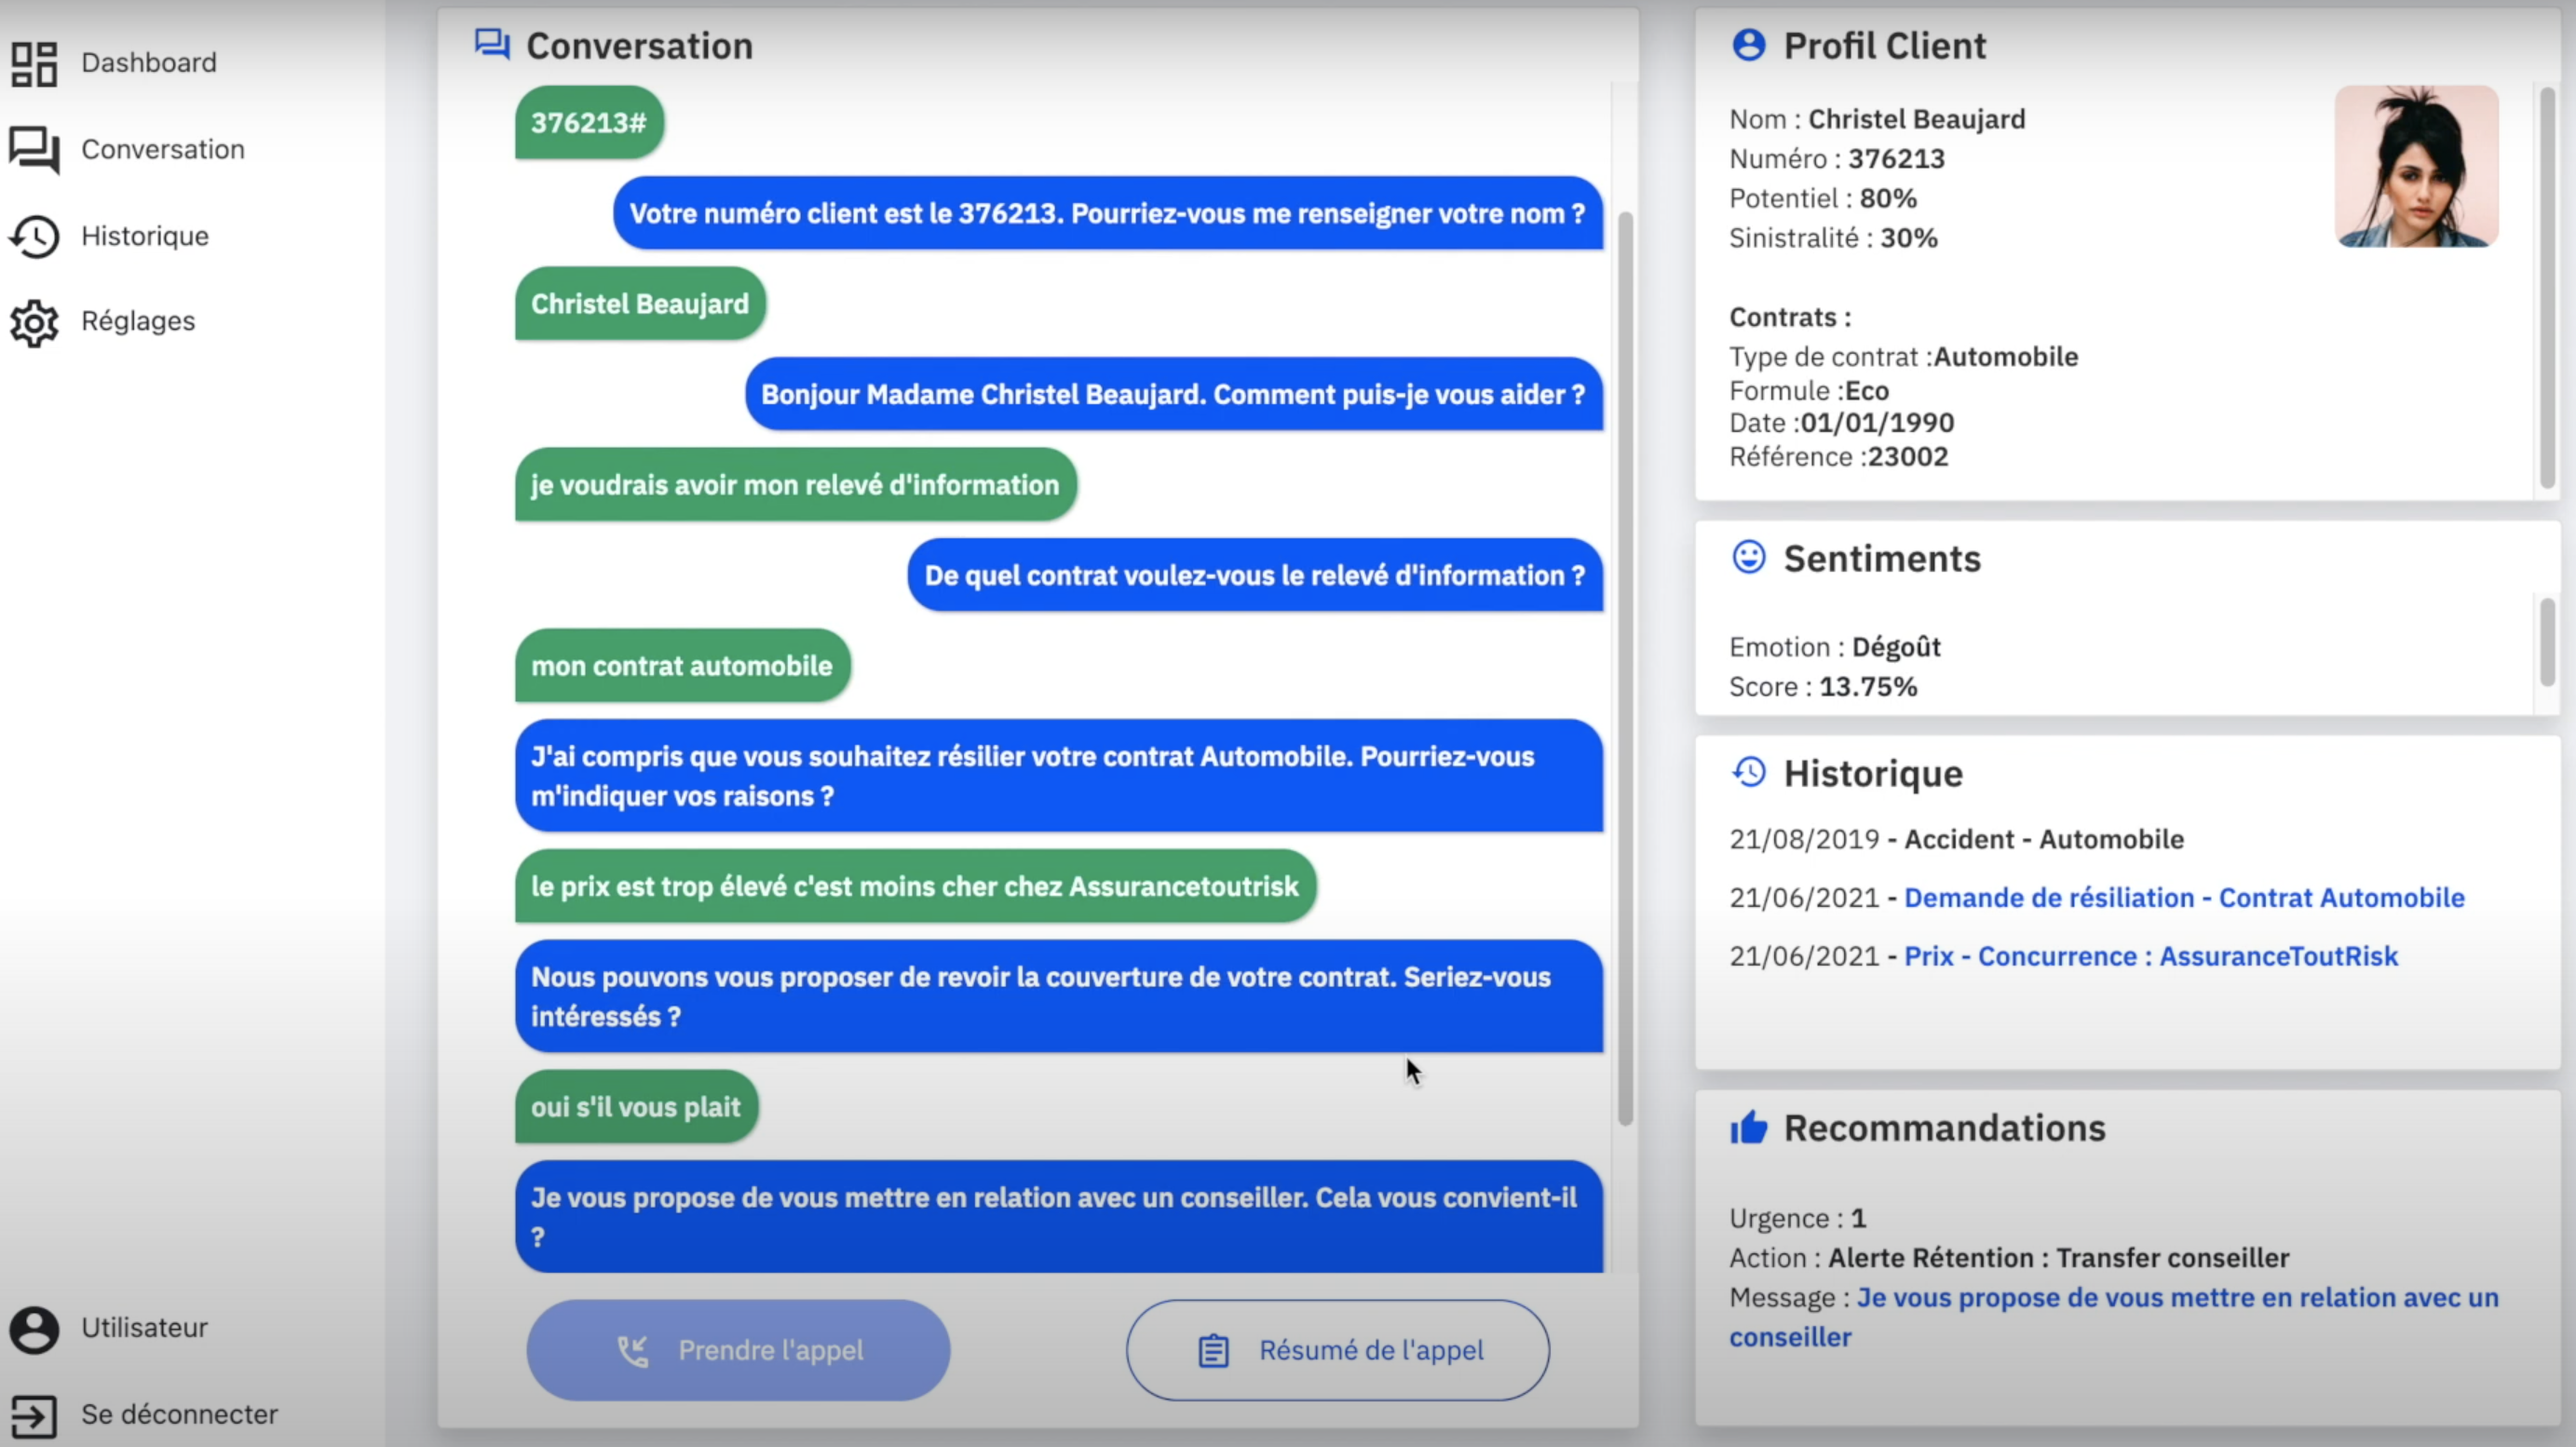 Dashboard
Conversation
Historique
Réglages
Utilisateur
Se déconnecter
Conversation
376213#
Votre numéro client est le 376213. Pourriez-vous me renseigner votre nom ?
Christel Beaujard
Bonjour Madame Christel Beaujard. Comment puis-je vous aider ?
je voudrais avoir mon relevé d'information
De quel contrat voulez-vous le relevé d'information ?
mon contrat automobile
J'ai compris que vous souhaitez résilier votre contrat Automobile. Pourriez-vous
m'indiquer vos raisons ?
le prix est trop élevé c'est moins cher chez Assurancetoutrisk
Nous pouvons vous proposer de revoir la couverture de votre contrat. Seriez-vous
intéressés ?
oui s'il vous plait
Je vous propose de vous mettre en relation avec un conseiller. Cela vous convient-il
?
Prendre l'appel
Résumé de l'appel
Profil Client
Nom : Christel Beaujard
Numéro : 376213
Potentiel : 80%
Sinistralité : 30%
Contrats :
Type de contrat :Automobile
Formule :Eco
Date :01/01/1990
Référence :23002
Sentiments
Emotion : Dégoût
Score : 13.75%
Historique
21/08/2019 - Accident - Automobile
21/06/2021 - Demande de résiliation - Contrat Automobile
21/06/2021 - Prix - Concurrence : AssuranceToutRisk
Recommandations
Urgence : 1
Action : Alerte Rétention : Transfer conseiller
Message : Je vous propose de vous mettre en relation avec un
conseiller